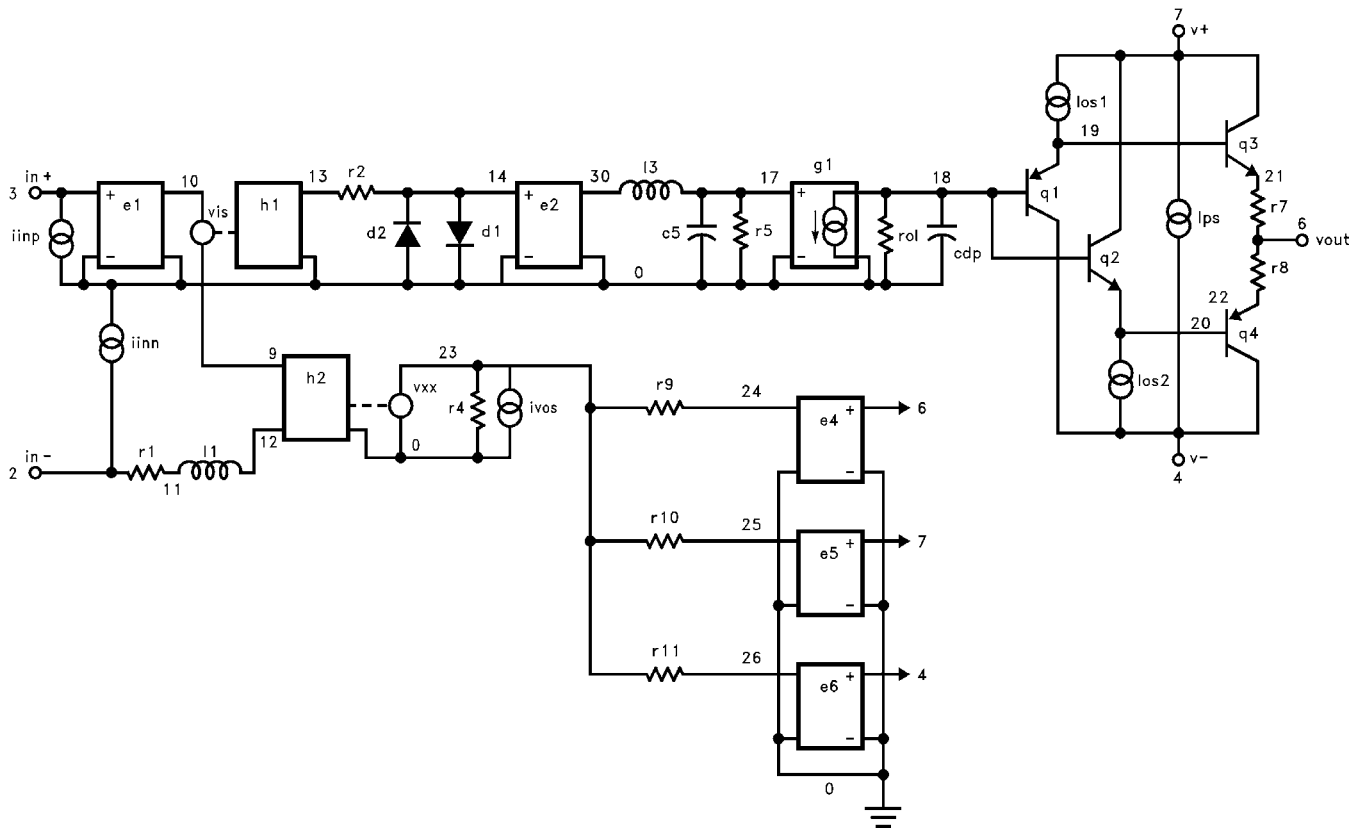 7
v+
Ios1
19
q3
in+
3
10
13
r2
14
30
l3
17
g1
18
21
+
e1
vis
h1
+
e2
+
q1
r7
iinp
d2
d1
c5
r5
rol
cdp
Ips
6
vout
q2
r8
−
−
0
−
22
20
q4
iinn
9
h2
23
vxx
r4
ivos
r9
24
e4
+
6
Ios2
12
0
in-
2
r1
l1
11
−
v-
4
r10
25
e5
+
7
−
r11
26
e6
+
4
−
0